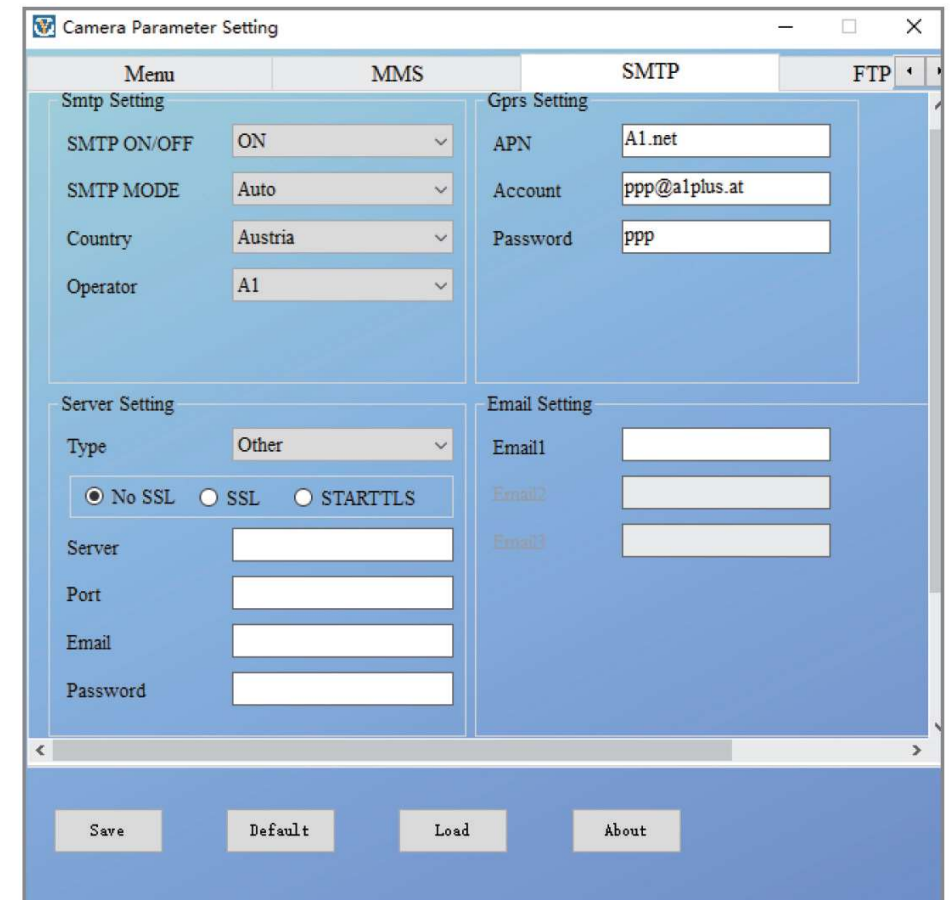 Camera Parameter Setting
Menu MMS SMTP FTP
Smtp Setting
SMTP ON/OFF ON
SMTP MODE Auto
Country Austria
Operator A1
Gprs Setting
APN A1.net
Account ppp@a1plus.at
Password ppp
Server Setting
Type Other
No SSL SSL STARTTLS
Server
Port
Email
Password
Email Setting
Email1
Email2
Email3
Save Default Load About